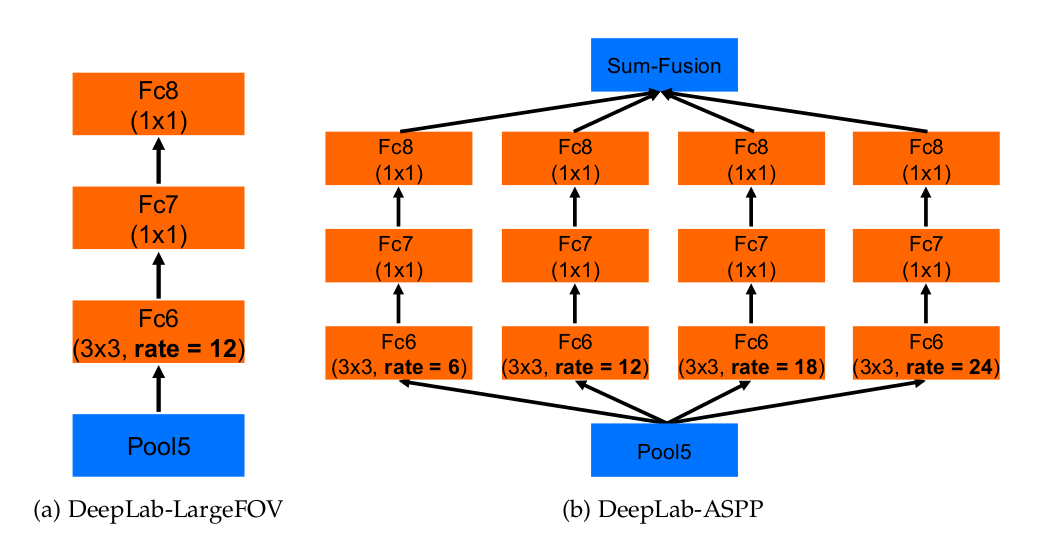 Fc8
(1x1)
Fc7
(1x1)
Fc6
(3x3, rate = 12)
Pool5
(a) DeepLab-LargeFOV
Sum-Fusion
Fc8
(1x1)
Fc8
(1x1)
Fc8
(1x1)
Fc8
(1x1)
Fc7
(1x1)
Fc7
(1x1)
Fc7
(1x1)
Fc7
(1x1)
Fc6
(3x3, rate = 6)
Fc6
(3x3, rate = 12)
Fc6
(3x3, rate = 18)
Fc6
(3x3, rate = 24)
Pool5
(b) DeepLab-ASPP